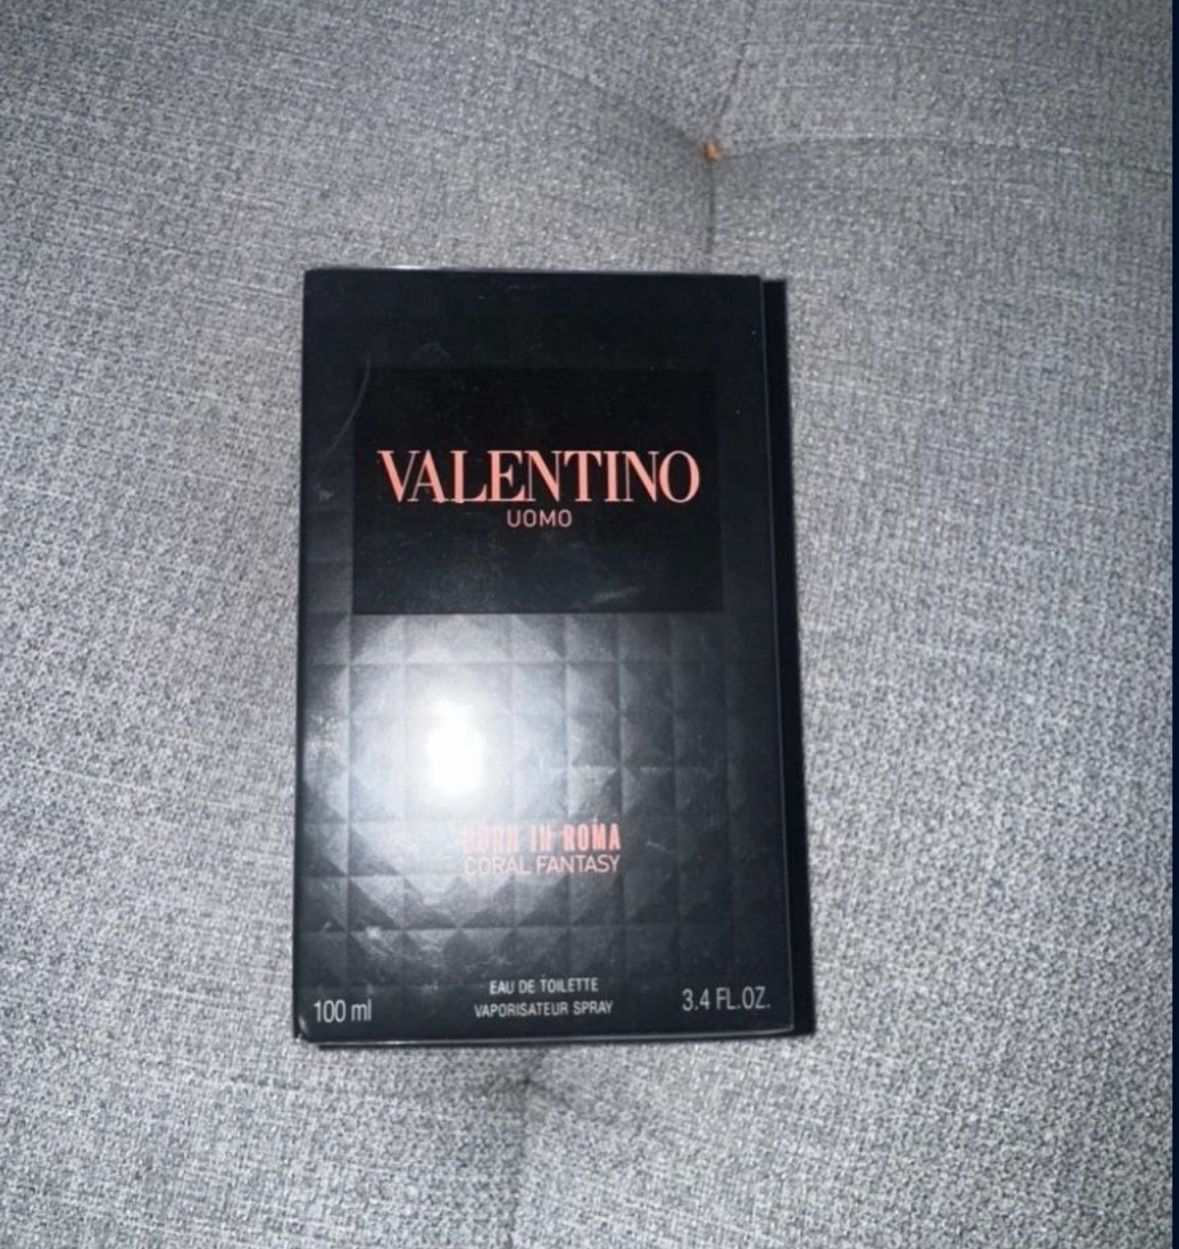 VALENTINO
UOMO
BORN IN ROMA
CORAL FANTASY
EAU DE TOILETTE
100 ml VAPORISATEUR SPRAY 3.4 FL.OZ.